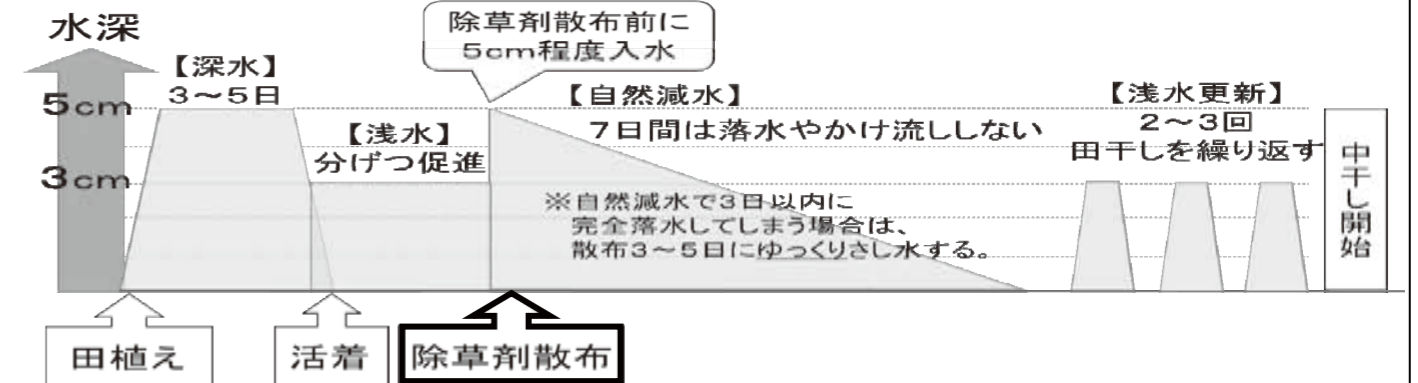 水深
5cm
3cm
【深水】
3～5日
【浅水】
分げつ促進
除草剤散布前に
5cm程度入水
【自然減水】
7日間は落水やかけ流ししない
※自然減水で3日以内に
完全落水してしまう場合は、
散布3～5日にゆっくりさし水する。
【浅水更新】
2～3回
田干しを繰り返す
中干し開始
田植え
活着
除草剤散布